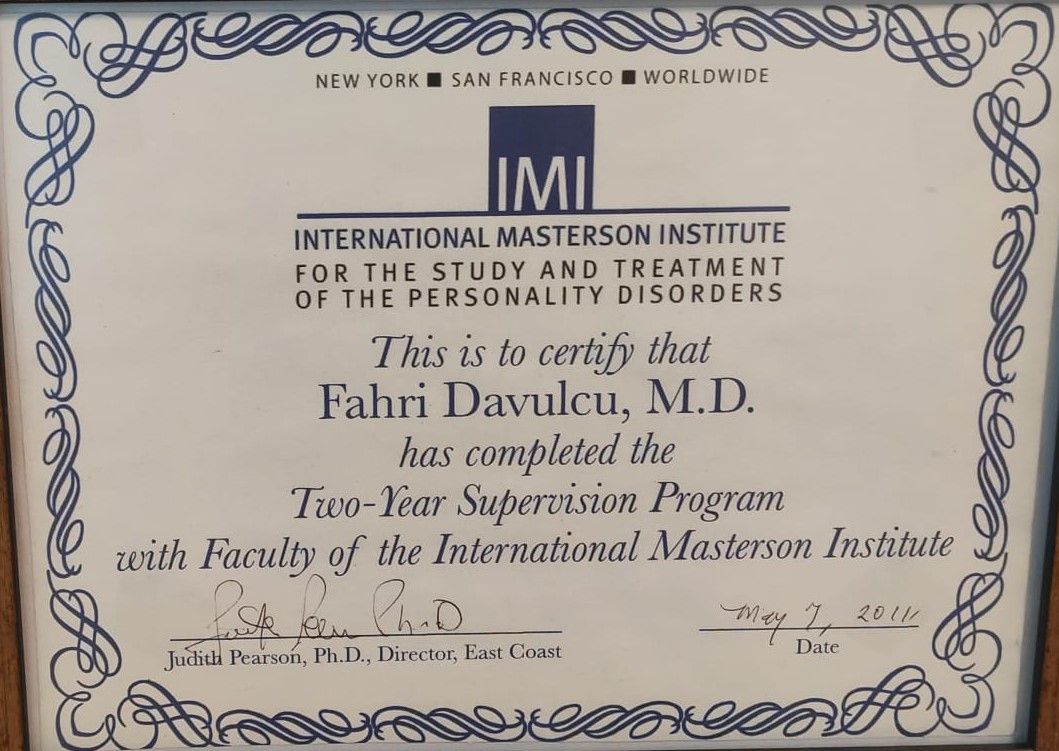 NEW YORK ■ SAN FRANCISCO ■ WORLDWIDE
IMI
INTERNATIONAL MASTERSON INSTITUTE
FOR THE STUDY AND TREATMENT
OF THE PERSONALITY DISORDERS
This is to certify that
Fahri Davulcu, M.D.
has completed the
Two-Year Supervision Program
with Faculty of the International Masterson Institute
Ph.D
May 7, 2011
Judith Pearson, Ph.D., Director, East Coast
Date